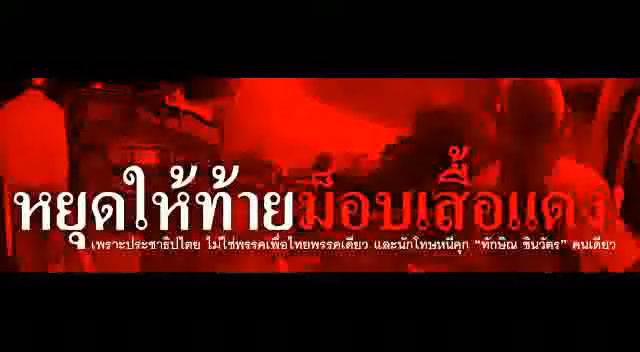 หยุดให้ท้ายม็อบเสื้อแดง
เพราะประชาธิปไตย ไม่ใช่พรรคเพื่อไทยพรรคเดียว และนักโทษหนีคุก "ทักษิณ ชินวัตร" คนเดียว